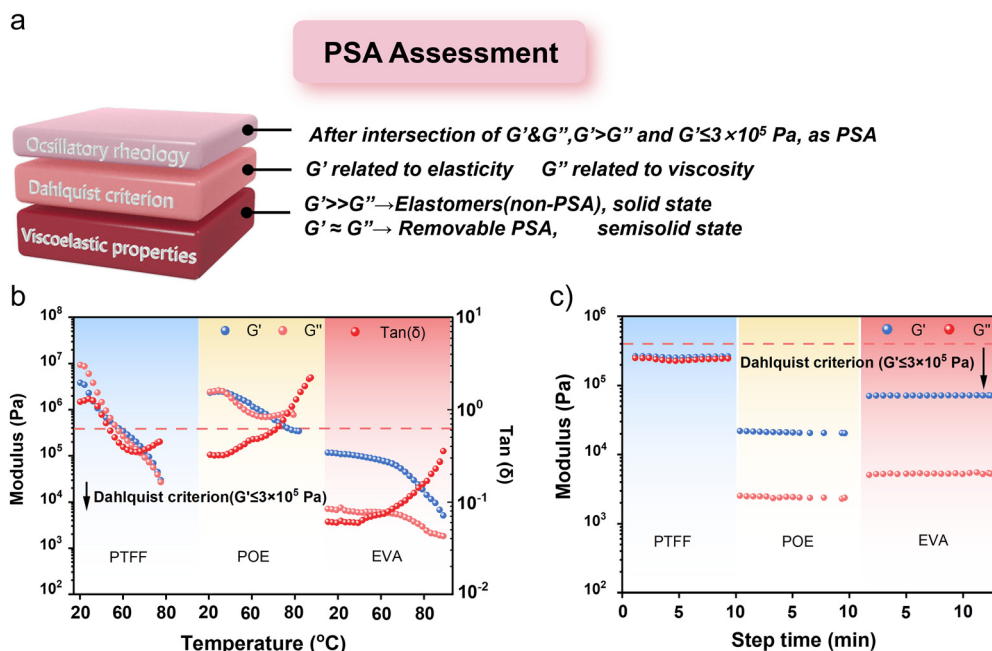 a
PSA Assessment
Ocsillatory rheology
After intersection of G'&G'',G'>G'' and G'≤3×10⁵ Pa, as PSA
Dahlquist criterion
G' related to elasticity G'' related to viscosity
Viscoelastic properties
G'>>G''→Elastomers(non-PSA), solid state
G' ≈ G''→ Removable PSA, semisolid state
b
G' G'' Tan(δ)
10⁸
10⁷
10⁶
10⁵
10⁴
10³
10²
Modulus (Pa)
Dahlquist criterion(G'≤3×10⁵ Pa)
PTFF POE EVA
10¹
10⁰
10⁻¹
10⁻²
Tan (δ)
20 60 20 60 80 20 60 80
Temperature (°C)
c)
G' G''
10⁶
10⁵
10⁴
10³
10²
Modulus (Pa)
Dahlquist criterion (G'≤3×10⁵ Pa)
PTFF POE EVA
0 5 10 5 10 5 10
Step time (min)